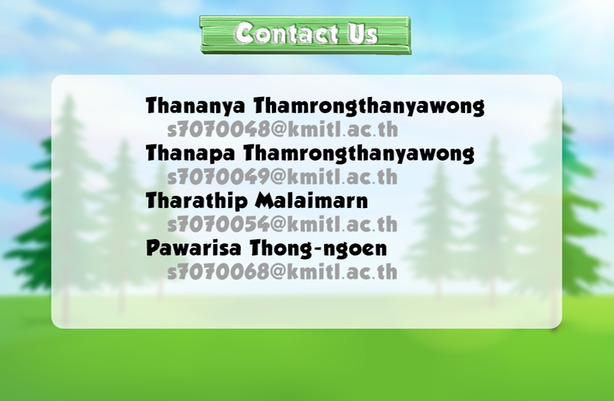 Contact Us
Thananya Thamrongthanyawong
s7070048@kmitl.ac.th
Thanapa Thamrongthanyawong
s7070049@kmitl.ac.th
Tharathip Malaimarn
s7070054@kmitl.ac.th
Pawarisa Thong-ngoen
s7070068@kmitl.ac.th